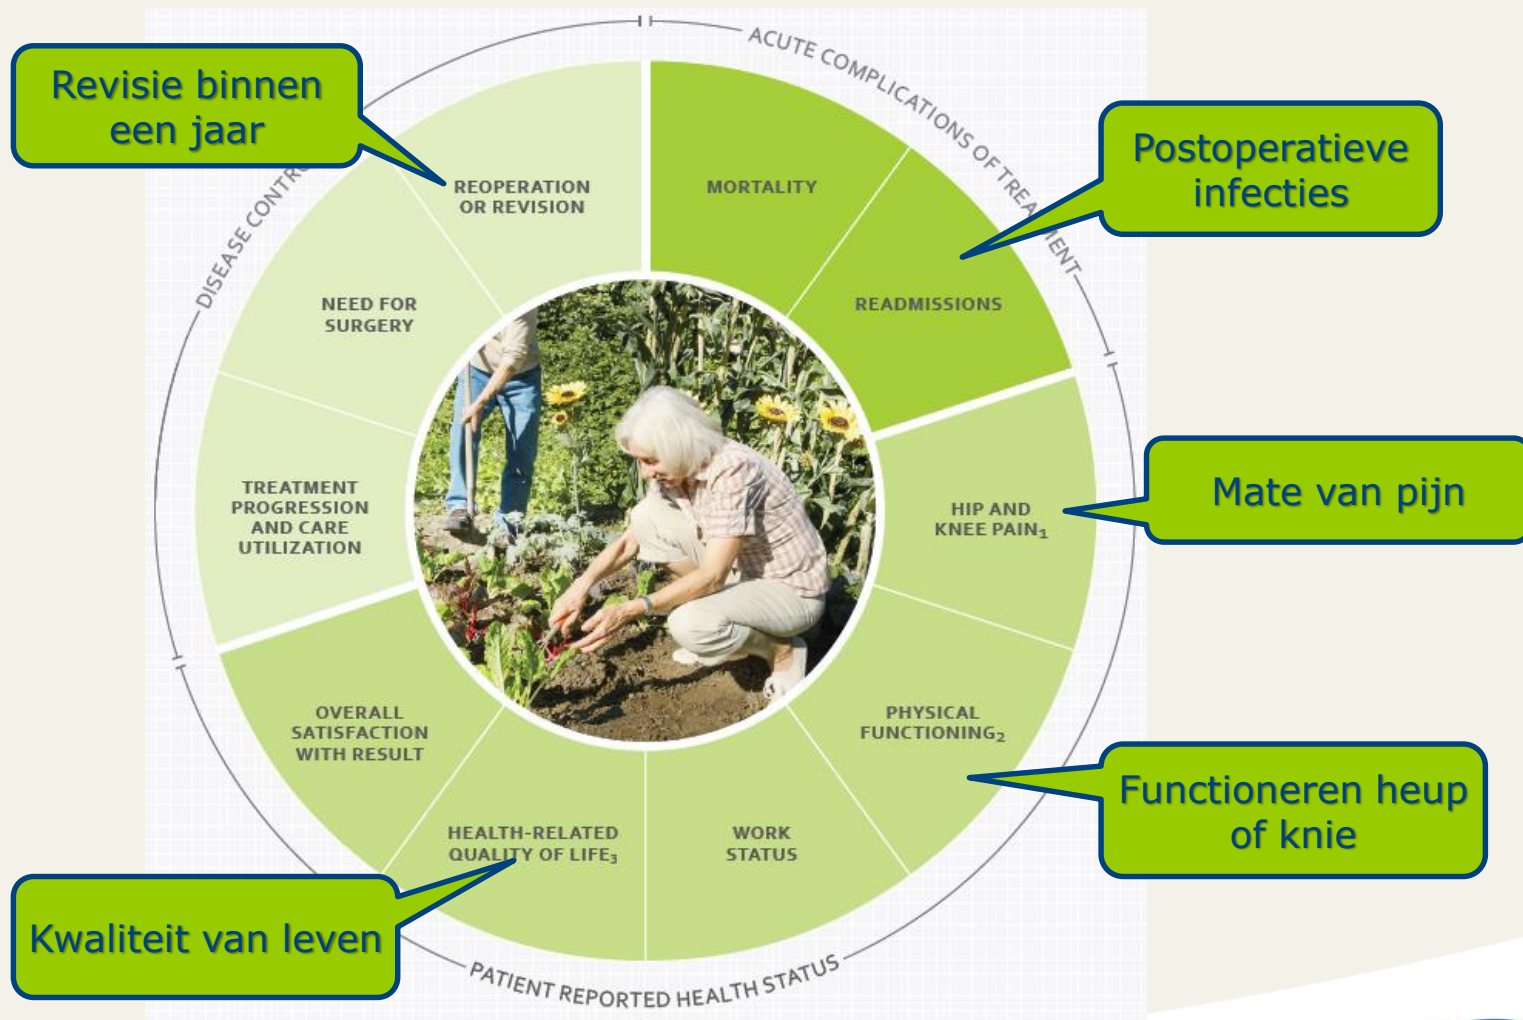 ACUTE COMPLICATIONS OF TREATMENT
Revisie binnen
een jaar
Postoperatieve
infecties
DISEASE CONTR
REOPERATION
OR REVISION
MORTALITY
NEED FOR
SURGERY
READMISSIONS
TREATMENT
PROGRESSION
AND CARE
UTILIZATION
HIP AND
KNEE PAIN1
Mate van pijn
OVERALL
SATISFACTION
WITH RESULT
PHYSICAL
FUNCTIONING2
Functioneren heup
of knie
HEALTH-RELATED
QUALITY OF LIFE3
WORK
STATUS
Kwaliteit van leven
PATIENT REPORTED HEALTH STATUS